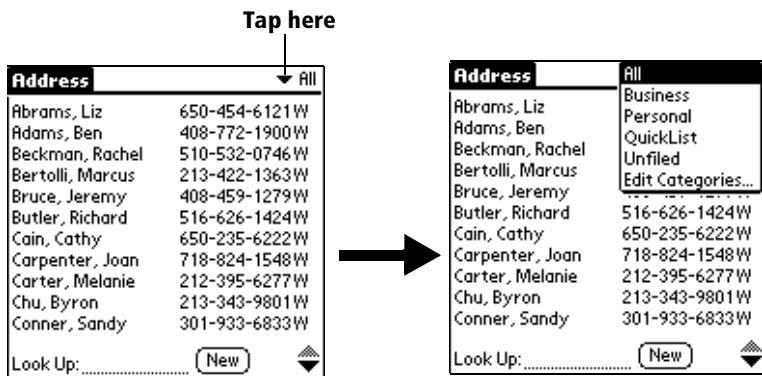 Tap here
Address All
Abrams, Liz 650-454-6121W
Adams, Ben 408-772-1900W
Beckman, Rachel 510-532-0746W
Bertolli, Marcus 213-422-1363W
Bruce, Jeremy 408-459-1279W
Butler, Richard 516-626-1424W
Cain, Cathy 650-235-6222W
Carpenter, Joan 718-824-1548W
Carter, Melanie 212-395-6277W
Chu, Byron 213-343-9801W
Conner, Sandy 301-933-6833W
Look Up: New
Address All
Business
Personal
QuickList
Unfiled
Edit Categories...
Abrams, Liz
Adams, Ben
Beckman, Rachel
Bertolli, Marcus
Bruce, Jeremy
Butler, Richard 516-626-1424W
Cain, Cathy 650-235-6222W
Carpenter, Joan 718-824-1548W
Carter, Melanie 212-395-6277W
Chu, Byron 213-343-9801W
Conner, Sandy 301-933-6833W
Look Up: New